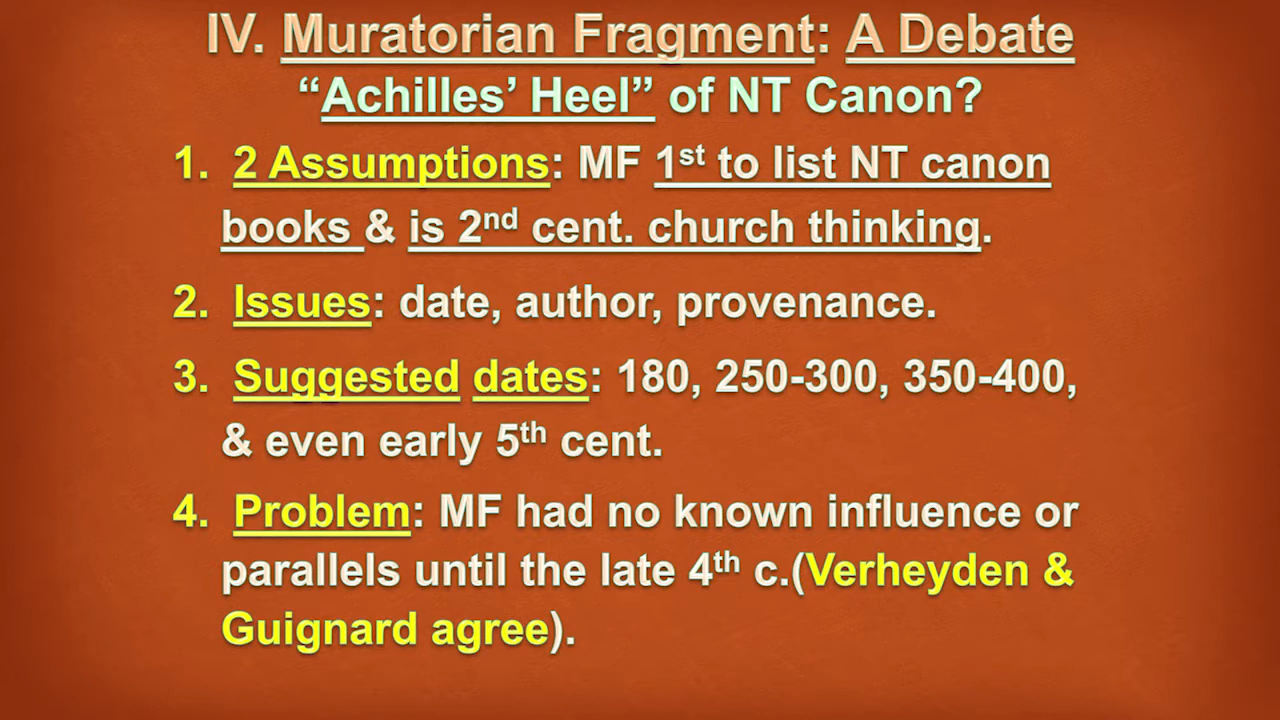 IV. Muratorian Fragment: A Debate
“Achilles’ Heel” of NT Canon?
1. 2 Assumptions: MF 1st to list NT canon
books & is 2nd cent. church thinking.
2. Issues: date, author, provenance.
3. Suggested dates: 180, 250-300, 350-400,
& even early 5th cent.
4. Problem: MF had no known influence or
parallels until the late 4th c.(Verheyden &
Guignard agree).